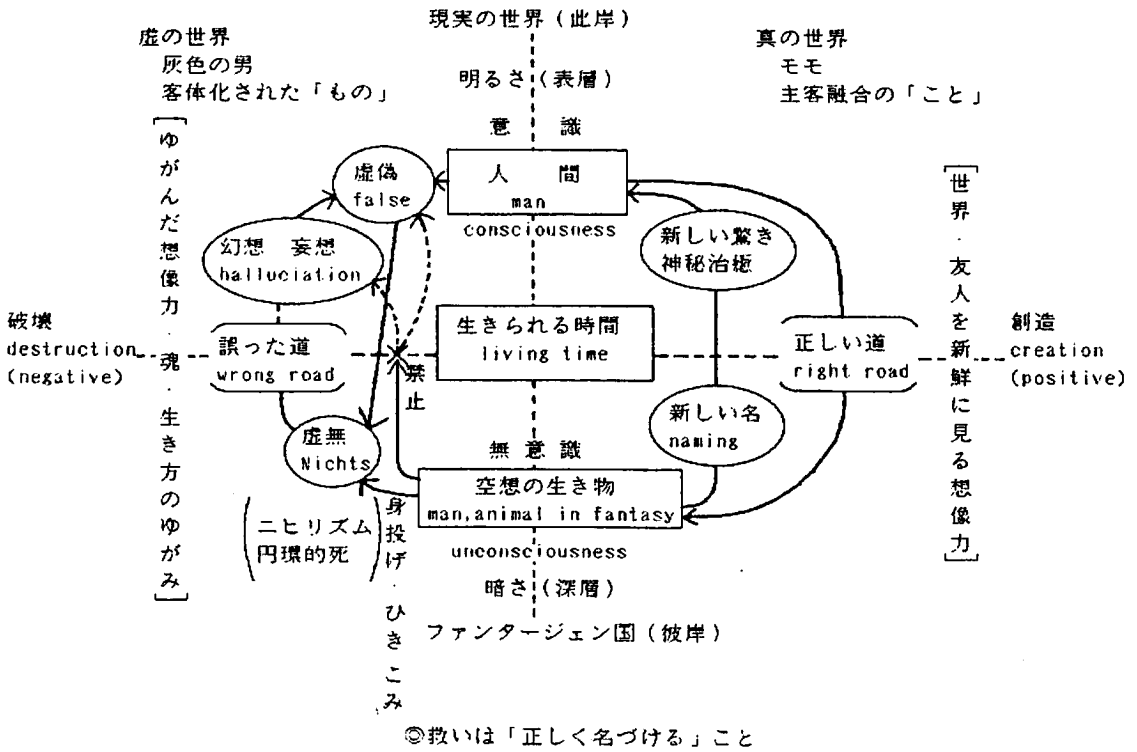 現実の世界(此岸)
虚の世界
灰色の男
客体化された「もの」
真の世界
モモ
主客融合の「こと」
明るさ(表層)
意 識
人 間
man
consciousness
虚偽
false
幻想 妄想
halluciation
新しい驚き
神秘治癒
[ゆがんだ想像力・魂・生き方のゆがみ]
[世界・友人を新鮮に見る想像力]
破壊
destruction
(negative)
誤った道
wrong road
禁止
生きられる時間
living time
正しい道
right road
創造
creation
(positive)
新しい名
naming
虚無
Nichts
無意識
空想の生き物
man,animal in fantasy
unconsciousness
(ニヒリズム
円環的死)
身投げ・ひきこみ
暗さ(深層)
ファンタージェン国(彼岸)
◎救いは「正しく名づける」こと